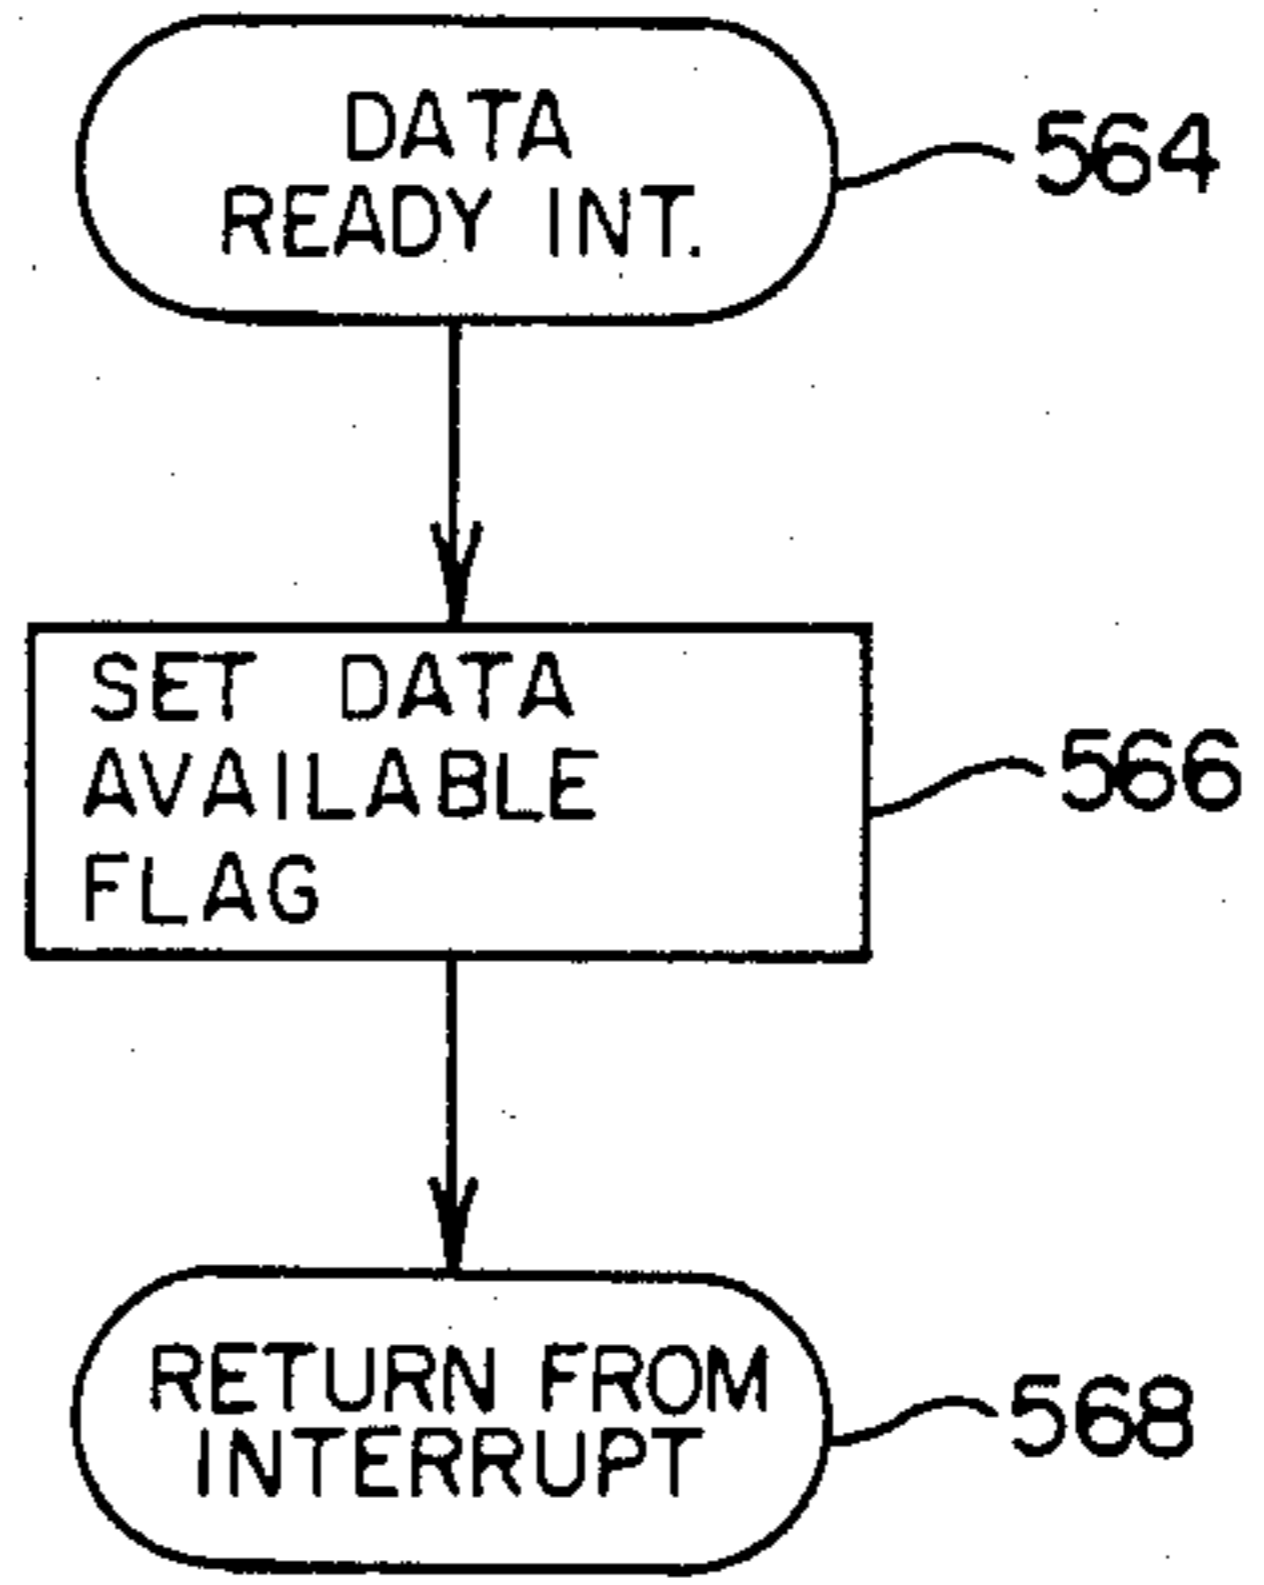 DATA
READY INT.
564
SET DATA
AVAILABLE
FLAG
566
RETURN FROM
INTERRUPT
568